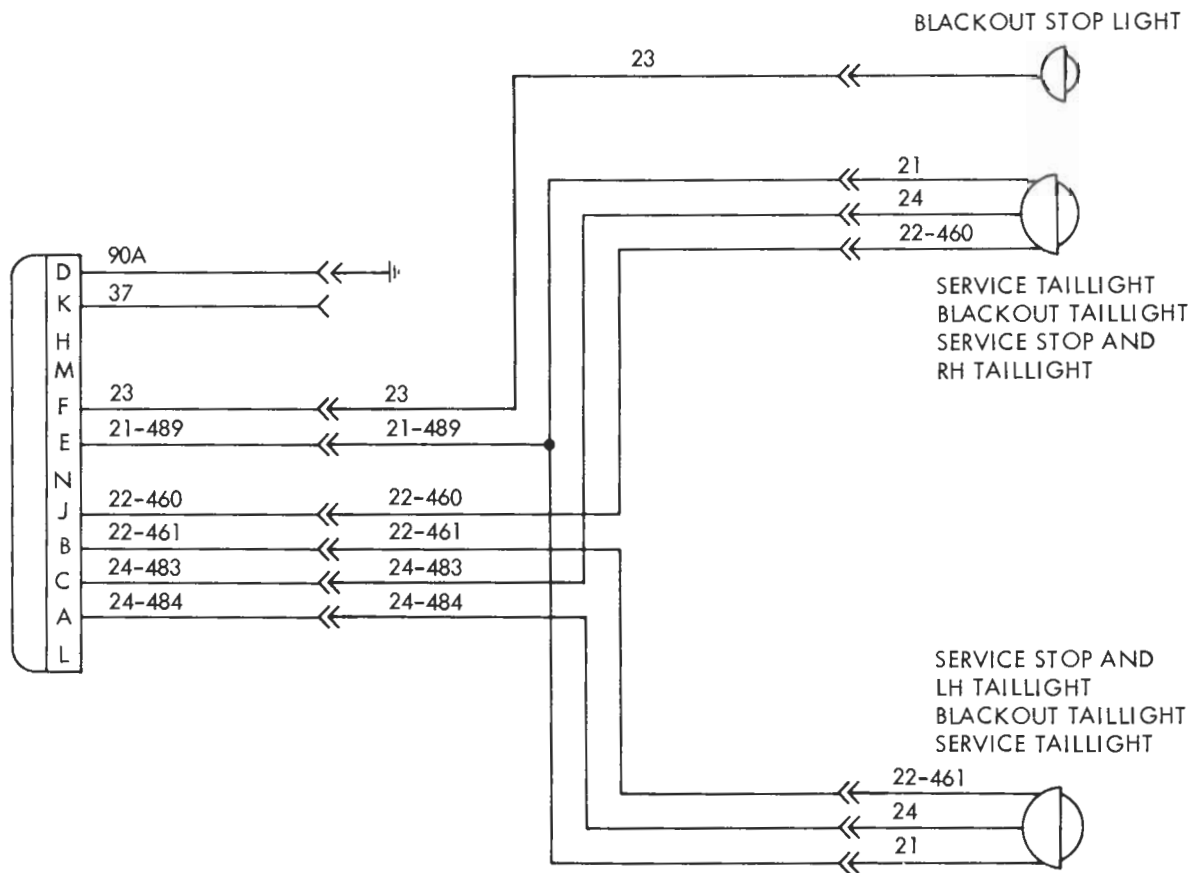 BLACKOUT STOP LIGHT
23
21
24
22-460
SERVICE TAILLIGHT
BLACKOUT TAILLIGHT
SERVICE STOP AND
RH TAILLIGHT
D 90A
K 37
H
M
F 23 23
E 21-489 21-489
N
J 22-460 22-460
B 22-461 22-461
C 24-483 24-483
A 24-484 24-484
L
SERVICE STOP AND
LH TAILLIGHT
BLACKOUT TAILLIGHT
SERVICE TAILLIGHT
22-461
24
21